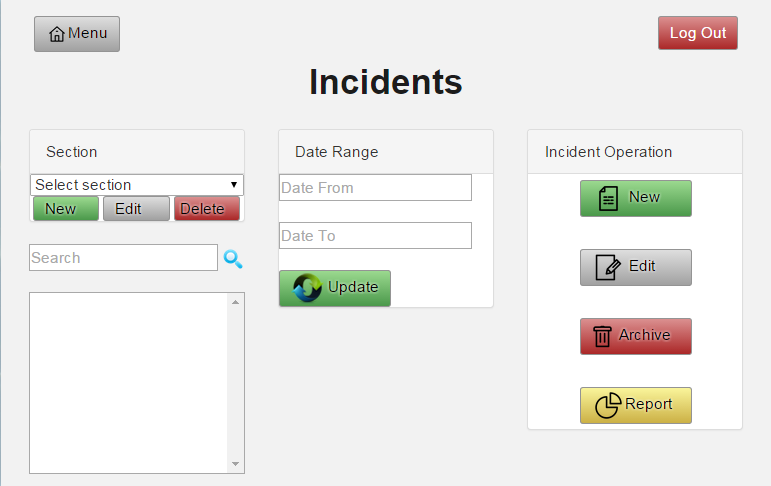 Menu
Log Out
Incidents
Section
Select section
New
Edit
Delete
Search
Date Range
Date From
Date To
Update
Incident Operation
New
Edit
Archive
Report